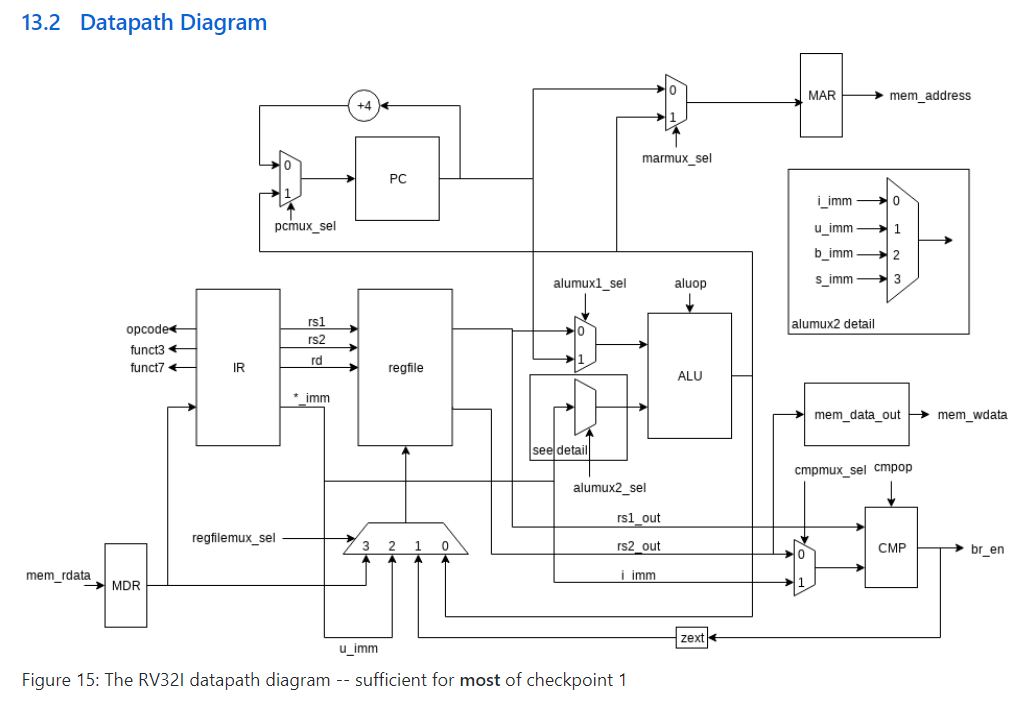 13.2 Datapath Diagram
+4
0
1
pcmux_sel
PC
0
1
marmux_sel
MAR
mem_address
i_imm
0
u_imm
1
b_imm
2
s_imm
3
alumux2 detail
alumux1_sel
aluop
0
1
ALU
see detail
alumux2_sel
opcode
funct3
funct7
IR
rs1
rs2
rd
*_imm
regfile
mem_data_out
mem_wdata
cmpmux_sel
cmpop
rs1_out
rs2_out
i_imm
0
1
CMP
br_en
regfilemux_sel
3 2 1 0
mem_rdata
MDR
u_imm
zext
Figure 15: The RV32I datapath diagram -- sufficient for most of checkpoint 1